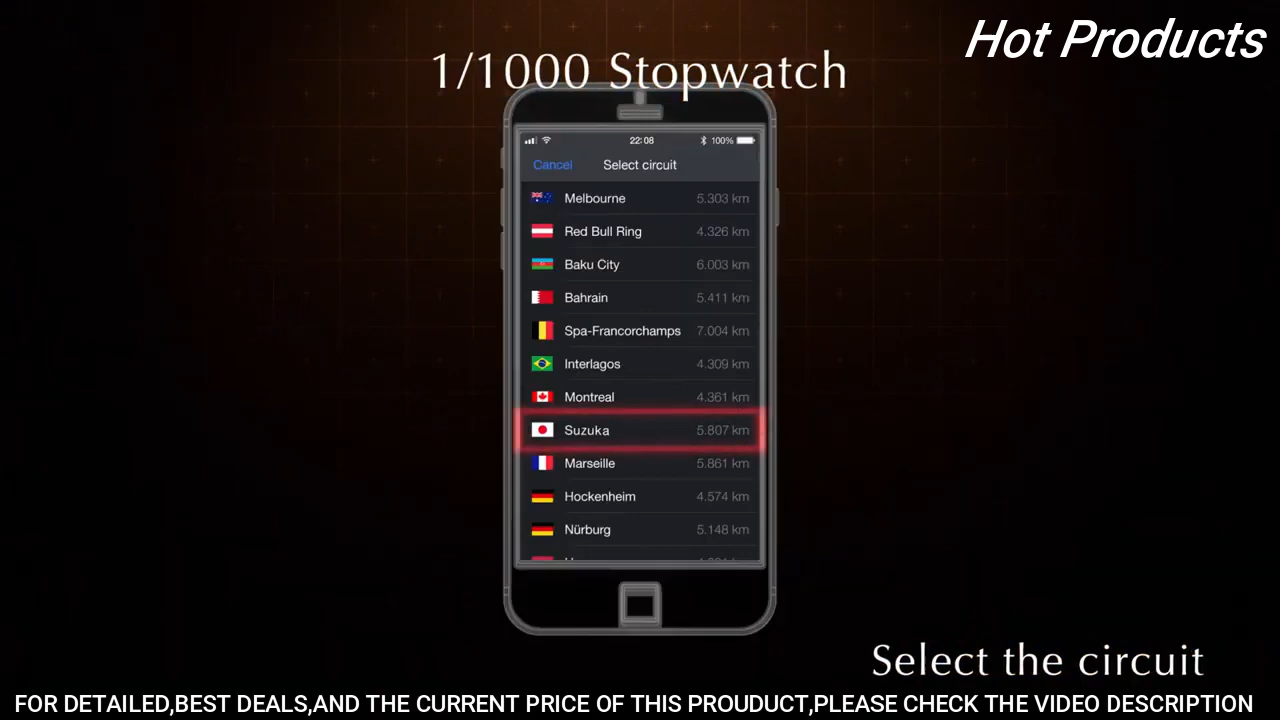 Hot Products
1/1000 Stopwatch
22:08
100%
Cancel
Select circuit
Melbourne 5.303 km
Red Bull Ring 4.326 km
Baku City 6.003 km
Bahrain 5.411 km
Spa-Francorchamps 7.004 km
Interlagos 4.309 km
Montreal 4.361 km
Suzuka 5.807 km
Marseille 5.861 km
Hockenheim 4.574 km
Nürburg 5.148 km
Select the circuit
FOR DETAILED,BEST DEALS,AND THE CURRENT PRICE OF THIS PROUDUCT,PLEASE CHECK THE VIDEO DESCRIPTION